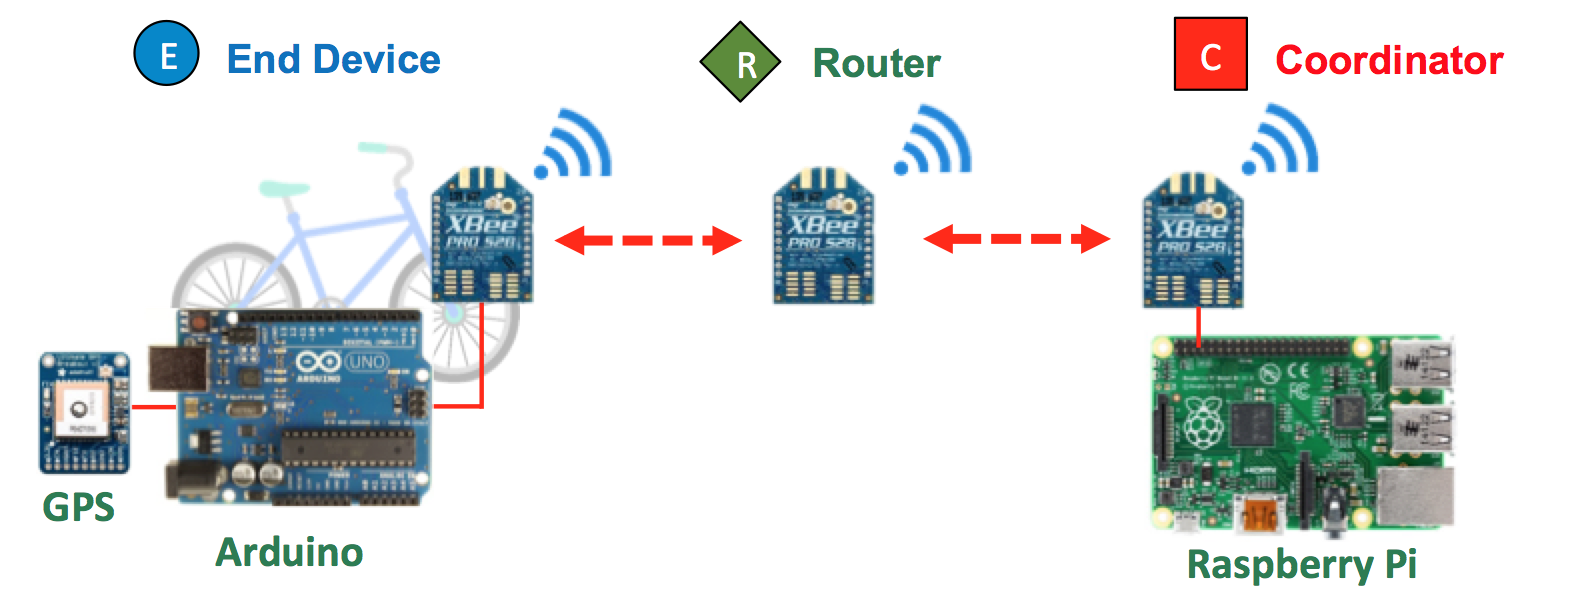 E End Device
R Router
C Coordinator
XBee
PRO S2B
XBee
PRO S2B
XBee
PRO S2B
UNO
ARDUINO
GPS
Arduino
Raspberry Pi